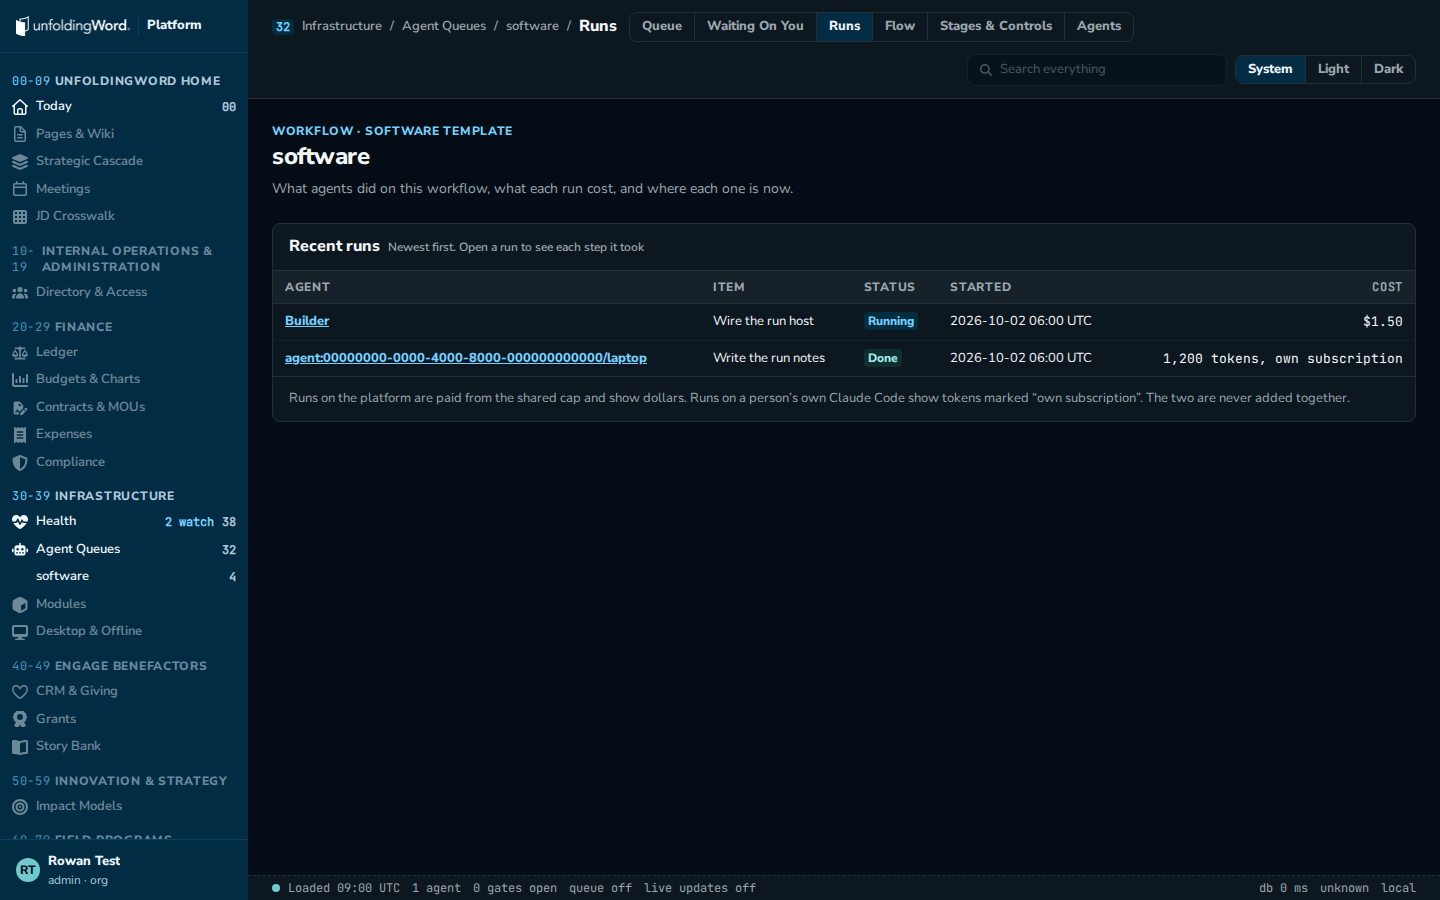 unfoldingWord. Platform
00-09 UNFOLDINGWORD HOME
Today 00
Pages & Wiki
Strategic Cascade
Meetings
JD Crosswalk
10-19 INTERNAL OPERATIONS & ADMINISTRATION
Directory & Access
20-29 FINANCE
Ledger
Budgets & Charts
Contracts & MOUs
Expenses
Compliance
30-39 INFRASTRUCTURE
Health 2 watch 38
Agent Queues 32
software 4
Modules
Desktop & Offline
40-49 ENGAGE BENEFACTORS
CRM & Giving
Grants
Story Bank
50-59 INNOVATION & STRATEGY
Impact Models
RT Rowan Test
admin · org
32 Infrastructure / Agent Queues / software / Runs Queue Waiting On You Runs Flow Stages & Controls Agents
Search everything System Light Dark
WORKFLOW · SOFTWARE TEMPLATE
software
What agents did on this workflow, what each run cost, and where each one is now.
Recent runs Newest first. Open a run to see each step it took
AGENT ITEM STATUS STARTED COST
Builder Wire the run host Running 2026-10-02 06:00 UTC $1.50
agent:00000000-0000-4000-8000-000000000000/laptop Write the run notes Done 2026-10-02 06:00 UTC 1,200 tokens, own subscription
Runs on the platform are paid from the shared cap and show dollars. Runs on a person’s own Claude Code show tokens marked “own subscription”. The two are never added together.
Loaded 09:00 UTC 1 agent 0 gates open queue off live updates off db 0 ms unknown local